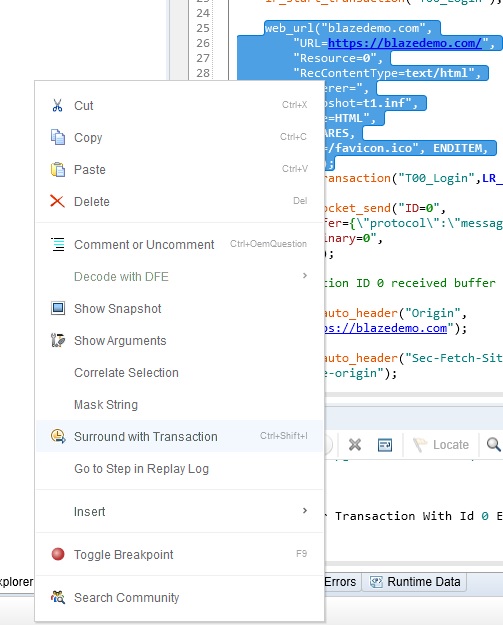 23
24 lr_start_transaction("T00_Login");
25 web_url("blazedemo.com",
26 "URL=https://blazedemo.com/",
27 "Resource=0",
28 "RecContentType=text/html",
erer=",
pshot=t1.inf",
e=HTML",
ARES,
=/favicon.ico", ENDITEM,
);
ransaction("T00_Login",LR_
ocket_send("ID=0",
fer={\"protocol\":\"messag
inary=0",
);
ion ID 0 received buffer
auto_header("Origin",
ps://blazedemo.com");
auto_header("Sec-Fetch-Sit
e-origin");
Cut Ctrl+X
Copy Ctrl+C
Paste Ctrl+V
Delete Del
Comment or Uncomment Ctrl+OemQuestion
Decode with DFE
Show Snapshot
Show Arguments
Correlate Selection
Mask String
Surround with Transaction Ctrl+Shift+I
Go to Step in Replay Log
Insert
Toggle Breakpoint F9
Search Community
Locate
Transaction With Id 0 E
xplorer
Errors
Runtime Data